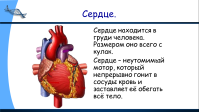 Сердце.
Сердце находится в
груди человека.
Размером оно всего с
кулак.
Сердце – неутомимый
мотор, который
непрерывно гонит в
сосуды кровь и
заставляет её обегать
всё тело.